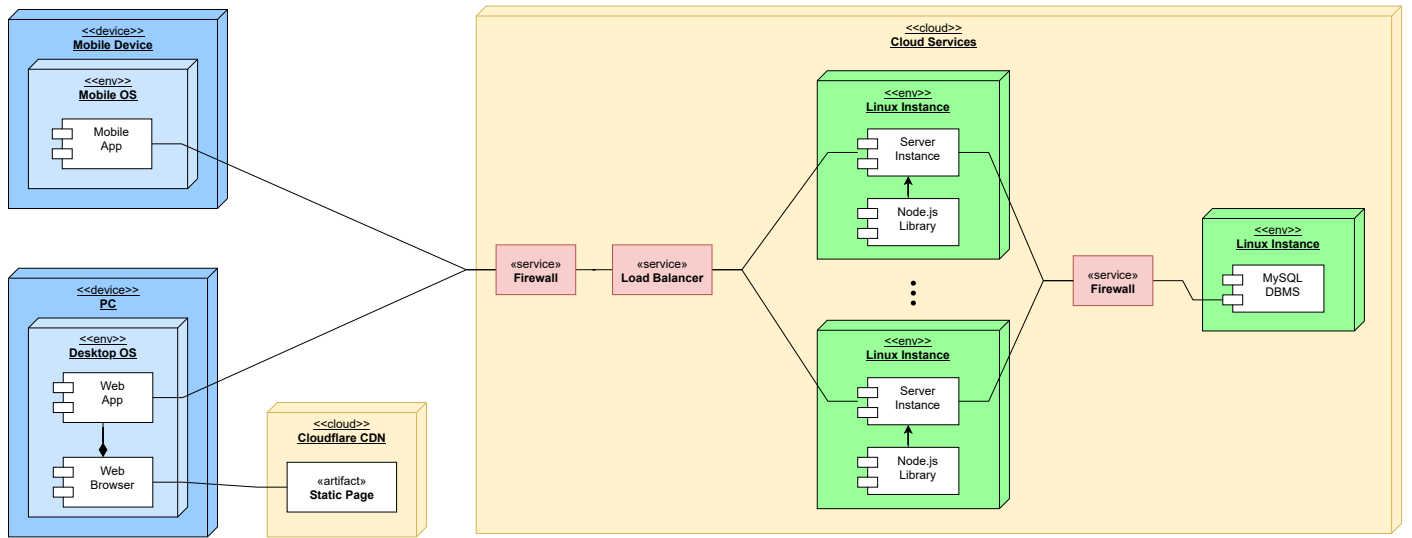 <<device>>
Mobile Device
<<env>>
Mobile OS
Mobile
App
<<device>>
PC
<<env>>
Desktop OS
Web
App
Web
Browser
<<cloud>>
Cloudflare CDN
«artifact»
Static Page
<<cloud>>
Cloud Services
«service»
Firewall
«service»
Load Balancer
<<env>>
Linux Instance
Server
Instance
Node.js
Library
<<env>>
Linux Instance
Server
Instance
Node.js
Library
«service»
Firewall
<<env>>
Linux Instance
MySQL
DBMS